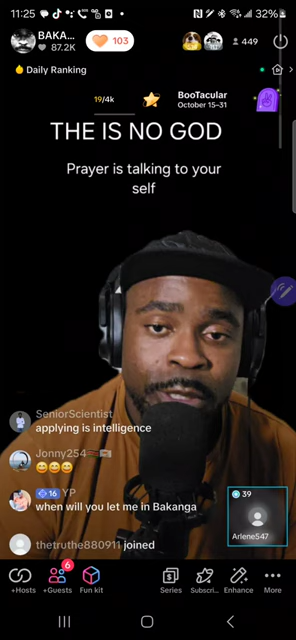 11:25
32%
BAKA...
87.2K
103
449
Daily Ranking
19/4k
BooTacular
October 15–31
THE IS NO GOD
Prayer is talking to your
self
SeniorScientist
applying is intelligence
Jonny254
😄😄😄
16 YP
when will you let me in Bakanga
thetruthe880911 joined
39
Arlene547
6
+Hosts
+Guests
Fun kit
Series
Subscri...
Enhance
More